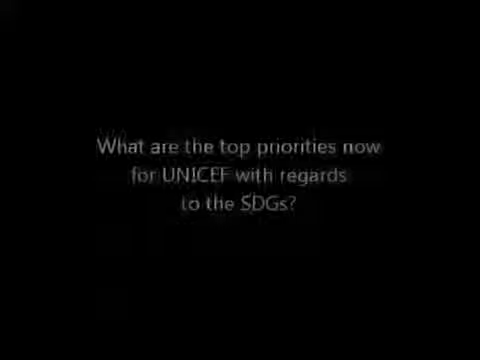 What are the top priorities now
for UNICEF with regards
to the SDGs?